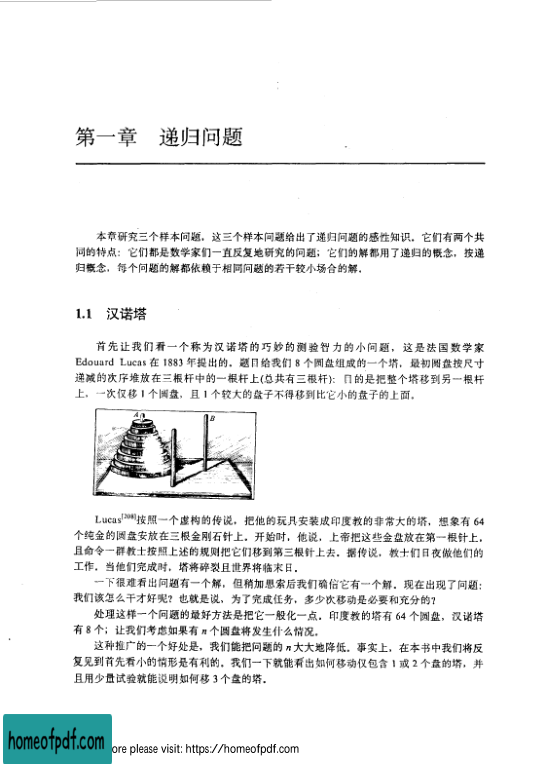 第一章 递归问题
本章研究三个样本问题，这三个样本问题给出了递归问题的感性知识。它们有两个共
同的特点：它们都是数学家们一直反复地研究的问题；它们的解都用了递归的概念，按递
归概念，每个问题的解都依赖于相同问题的若干较小场合的解。
1.1 汉诺塔
首先让我们看一个称为汉诺塔的巧妙的测验智力的小问题，这是法国数学家
Edouard Lucas 在 1883 年提出的。题目给我们 8 个圆盘组成的一个塔，最初圆盘按尺寸
递减的次序堆放在三根杆中的一根杆上(总共有三根杆)：目的是把整个塔移到另一根杆
上，一次仅移 1 个圆盘，且 1 个较大的盘子不得移到比它小的盘子的上面。
A
B
Lucas[208]按照一个虚构的传说，把他的玩具安装成印度教的非常大的塔，想象有 64
个纯金的圆盘安放在三根金刚石针上。开始时，他说，上帝把这些金盘放在第一根针上，
且命令一群教士按照上述的规则把它们移到第三根针上去。据传说，教士们日夜做他们的
工作。当他们完成时，塔将碎裂且世界将临末日。
一下很难看出问题有一个解，但稍加思索后我们确信它有一个解。现在出现了问题：
我们该怎么干才好呢？也就是说，为了完成任务，多少次移动是必要和充分的？
处理这样一个问题的最好方法是把它一般化一点。印度教的塔有 64 个圆盘，汉诺塔
有 8 个；让我们考虑如果有 n 个圆盘将发生什么情况。
这种推广的一个好处是，我们能把问题的 n 大大地降低。事实上，在本书中我们将反
复见到首先看小的情形是有利的。我们一下就能看出如何移动仅包含 1 或 2 个盘的塔，并
且用少量试验就能说明如何移 3 个盘的塔。
homeofpdf.com
ore please visit: https://homeofpdf.com